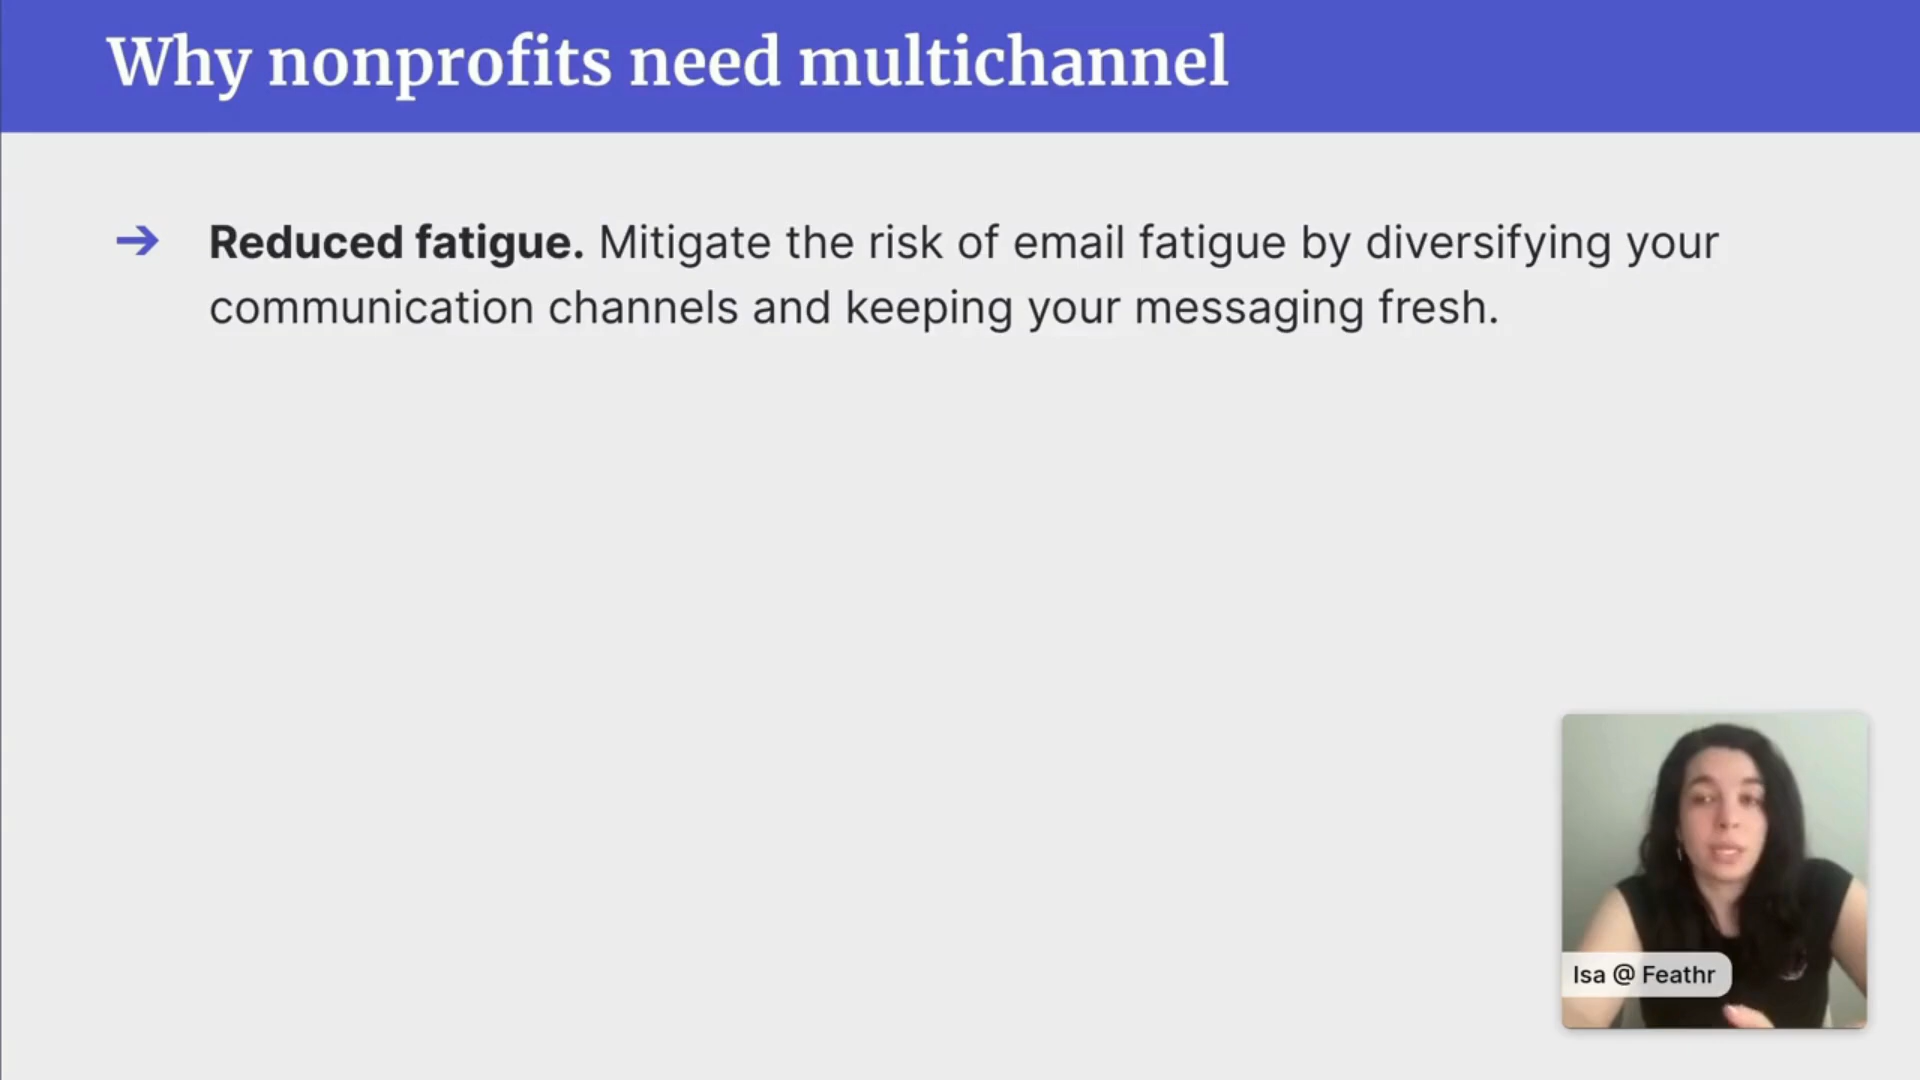 Why nonprofits need multichannel
➔ Reduced fatigue. Mitigate the risk of email fatigue by diversifying your
communication channels and keeping your messaging fresh.
Isa @ Feathr